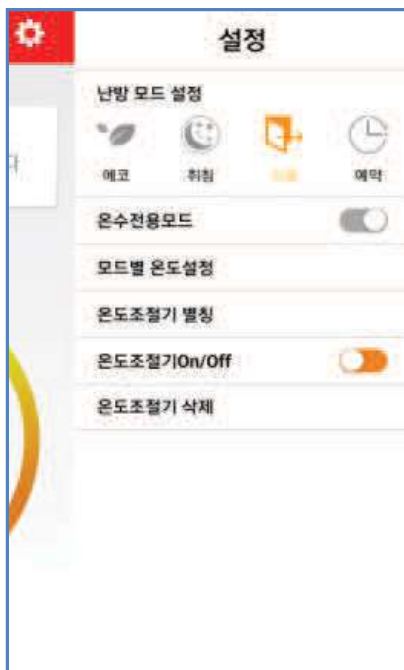 설정
난방 모드 설정
에코 취침 외출 예약
온수전용모드
모드별 온도설정
온도조절기 별칭
온도조절기On/Off
온도조절기 삭제